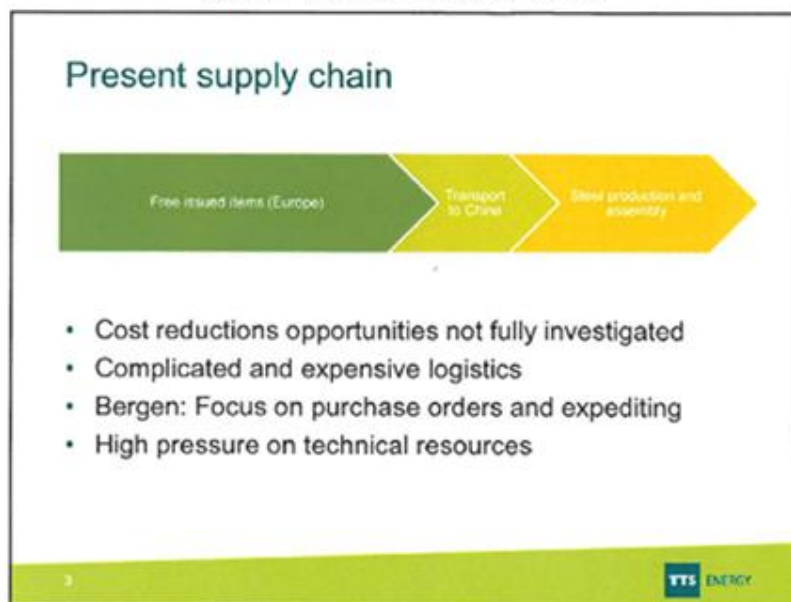 Present supply chain
Free issued items (Europe)
Transport
to China
Steel production and
assembly
• Cost reductions opportunities not fully investigated
• Complicated and expensive logistics
• Bergen: Focus on purchase orders and expediting
• High pressure on technical resources
3
TTS ENERGY